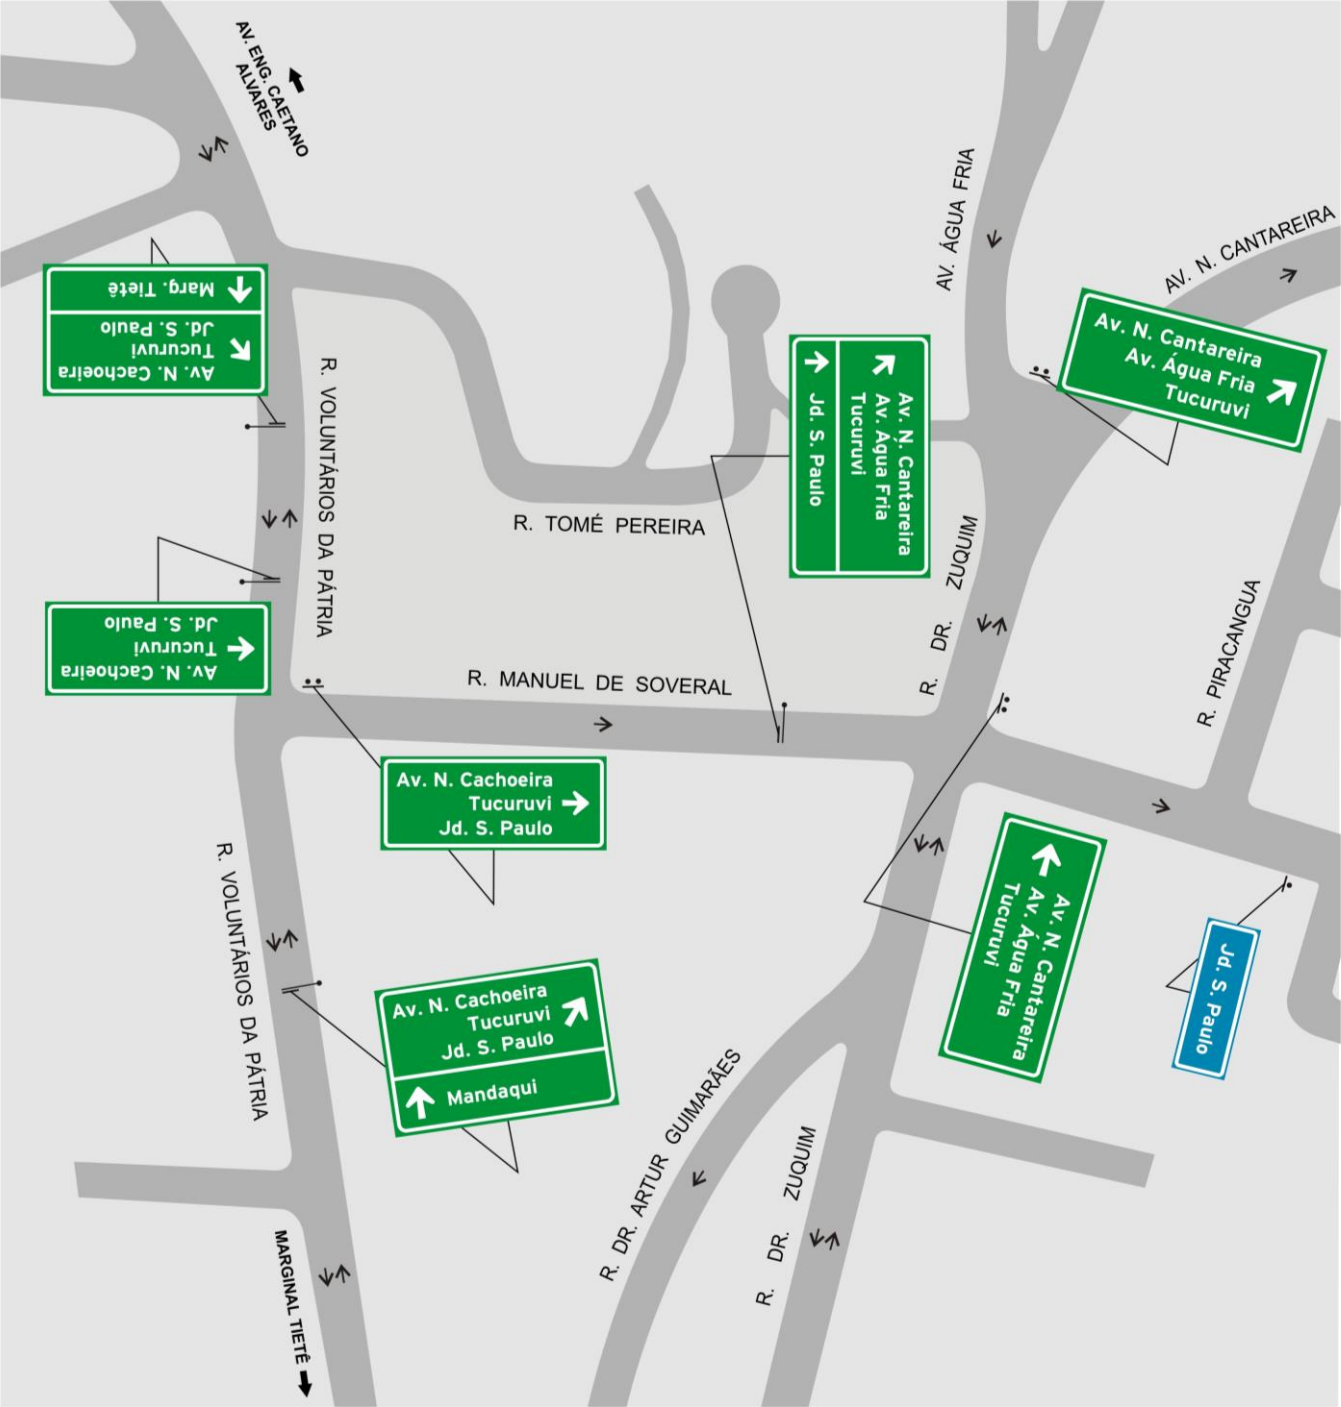 AV. ENG. CAETANO
ALVARES
AV. ÁGUA FRIA
AV. N. CANTAREIRA
Marg. Tietê
Av. N. Cachoeira
Tucuruvi
Jd. S. Paulo
R. VOLUNTÁRIOS DA PÁTRIA
Av. N. Cantareira
Av. Água Fria
Tucuruvi
Jd. S. Paulo
Av. N. Cantareira
Av. Água Fria
Tucuruvi
R. TOMÉ PEREIRA
R. DR. ZUQUIM
R. PIRACANGUA
Av. N. Cachoeira
Tucuruvi
Jd. S. Paulo
R. MANUEL DE SOVERAL
Av. N. Cachoeira
Tucuruvi
Jd. S. Paulo
R. VOLUNTÁRIOS DA PÁTRIA
Av. N. Cantareira
Av. Água Fria
Tucuruvi
Jd. S. Paulo
Av. N. Cachoeira
Tucuruvi
Jd. S. Paulo
Mandaqui
R. DR. ARTUR GUIMARÃES
R. DR. ZUQUIM
MARGINAL TIETÊ